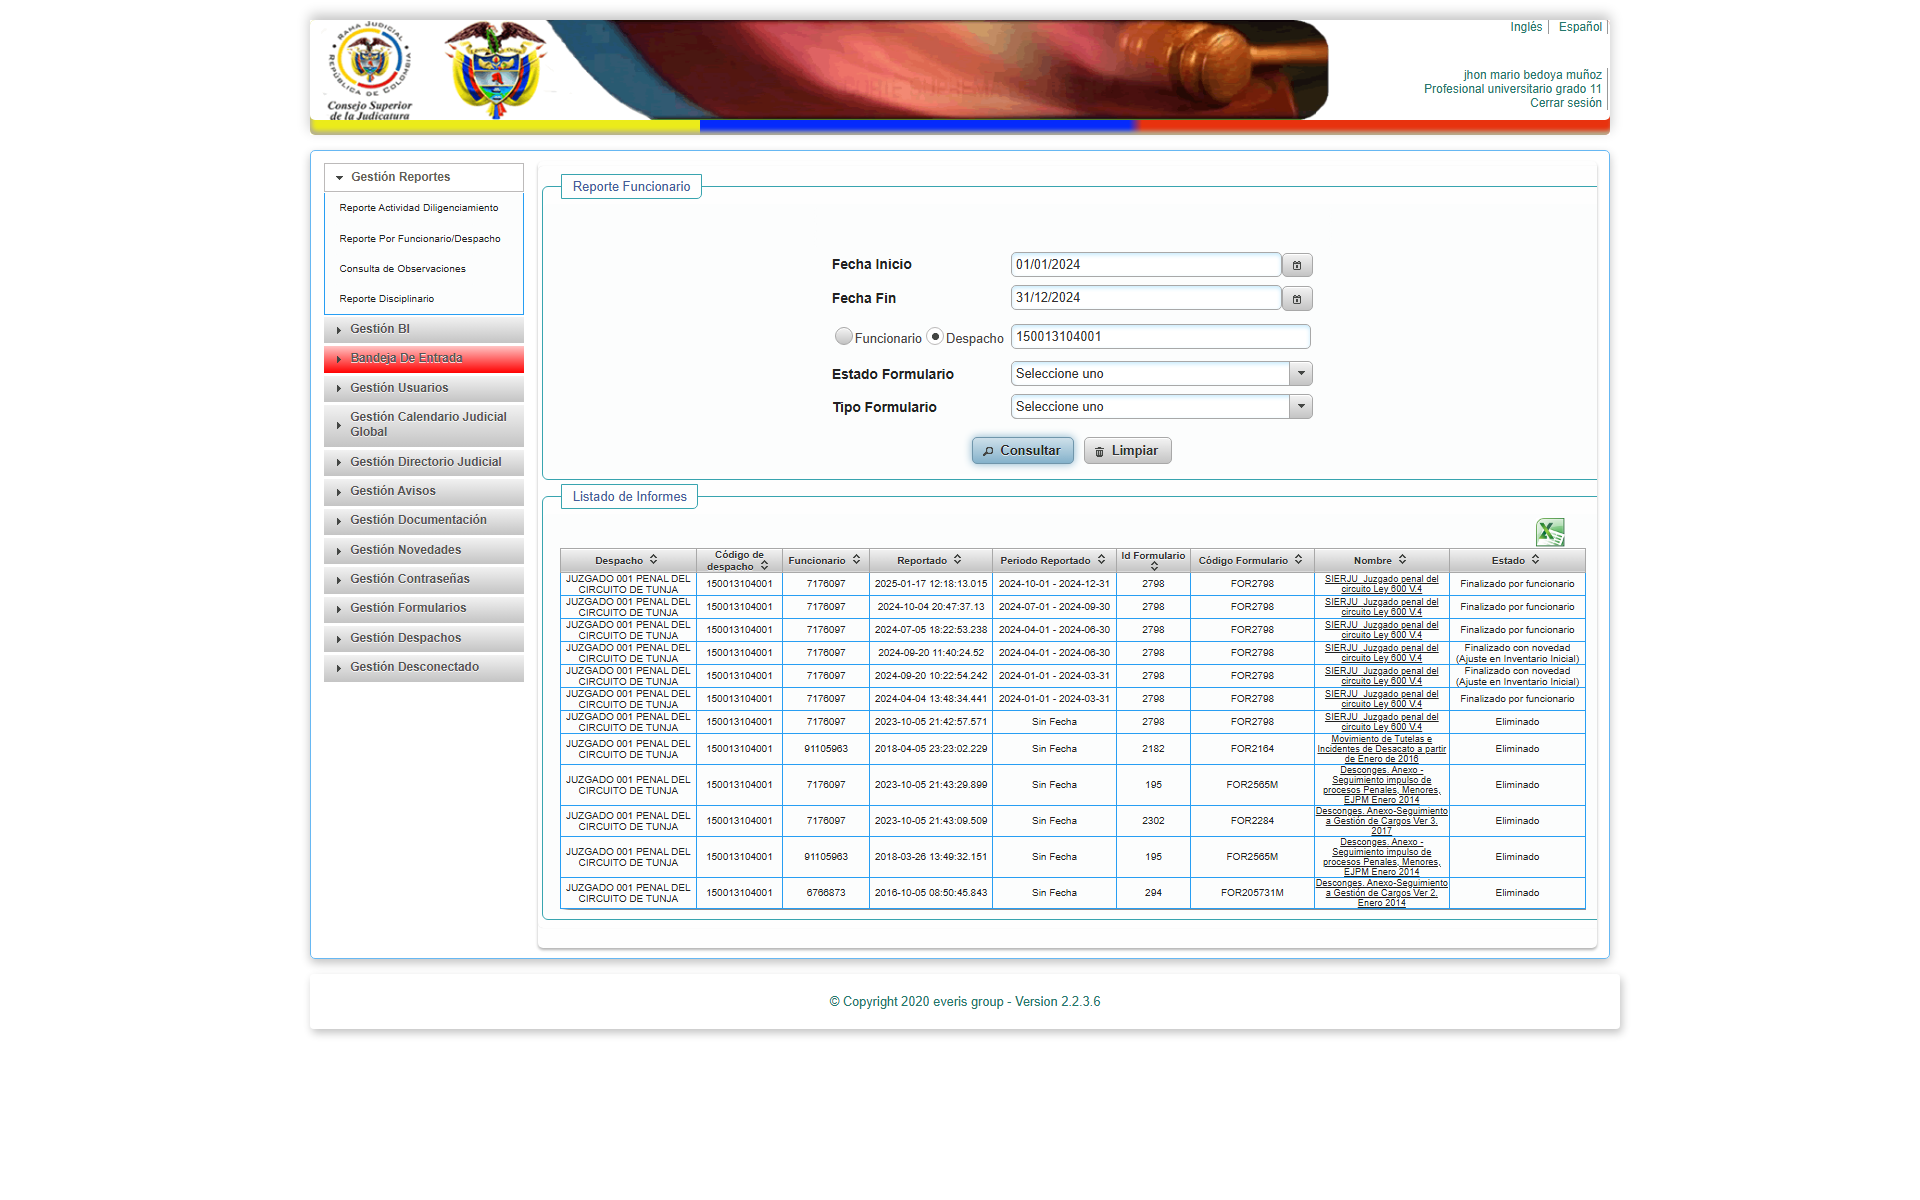 RAMA JUDICIAL
REPÚBLICA DE COLOMBIA
Consejo Superior
de la Judicatura
Inglés
Español
jhon mario bedoya muñoz
Profesional universitario grado 11
Cerrar sesión
Gestión Reportes
Reporte Actividad Diligenciamiento
Reporte Por Funcionario/Despacho
Consulta de Observaciones
Reporte Disciplinario
Gestión BI
Bandeja De Entrada
Gestión Usuarios
Gestión Calendario Judicial
Global
Gestión Directorio Judicial
Gestión Avisos
Gestión Documentación
Gestión Novedades
Gestión Contraseñas
Gestión Formularios
Gestión Despachos
Gestión Desconectado
Reporte Funcionario
Fecha Inicio 01/01/2024
Fecha Fin 31/12/2024
Funcionario Despacho 150013104001
Estado Formulario Seleccione uno
Tipo Formulario Seleccione uno
Consultar Limpiar
Listado de Informes
Despacho Código de despacho Funcionario Reportado Periodo Reportado Id Formulario Código Formulario Nombre Estado
JUZGADO 001 PENAL DEL CIRCUITO DE TUNJA 150013104001 7176097 2025-01-17 12:18:13.015 2024-10-01 - 2024-12-31 2798 FOR2798 SIERJU Juzgado penal del circuito Ley 600 V.4 Finalizado por funcionario
JUZGADO 001 PENAL DEL CIRCUITO DE TUNJA 150013104001 7176097 2024-10-04 20:47:37.13 2024-07-01 - 2024-09-30 2798 FOR2798 SIERJU Juzgado penal del circuito Ley 600 V.4 Finalizado por funcionario
JUZGADO 001 PENAL DEL CIRCUITO DE TUNJA 150013104001 7176097 2024-07-05 18:22:53.238 2024-04-01 - 2024-06-30 2798 FOR2798 SIERJU Juzgado penal del circuito Ley 600 V.4 Finalizado por funcionario
JUZGADO 001 PENAL DEL CIRCUITO DE TUNJA 150013104001 7176097 2024-09-20 11:40:24.52 2024-04-01 - 2024-06-30 2798 FOR2798 SIERJU Juzgado penal del circuito Ley 600 V.4 Finalizado con novedad (Ajuste en Inventario Inicial)
JUZGADO 001 PENAL DEL CIRCUITO DE TUNJA 150013104001 7176097 2024-09-20 10:22:54.242 2024-01-01 - 2024-03-31 2798 FOR2798 SIERJU Juzgado penal del circuito Ley 600 V.4 Finalizado con novedad (Ajuste en Inventario Inicial)
JUZGADO 001 PENAL DEL CIRCUITO DE TUNJA 150013104001 7176097 2024-04-04 13:48:34.441 2024-01-01 - 2024-03-31 2798 FOR2798 SIERJU Juzgado penal del circuito Ley 600 V.4 Finalizado por funcionario
JUZGADO 001 PENAL DEL CIRCUITO DE TUNJA 150013104001 7176097 2023-10-05 21:42:57.571 Sin Fecha 2798 FOR2798 SIERJU Juzgado penal del circuito Ley 600 V.4 Eliminado
JUZGADO 001 PENAL DEL CIRCUITO DE TUNJA 150013104001 91105963 2018-04-05 23:23:02.229 Sin Fecha 2182 FOR2164 Movimiento de Tutelas e Incidentes de Desacato a partir de Enero de 2016 Eliminado
JUZGADO 001 PENAL DEL CIRCUITO DE TUNJA 150013104001 7176097 2023-10-05 21:43:29.899 Sin Fecha 195 FOR2565M Desconges. Anexo - Seguimiento impulso de procesos Penales, Menores, EJPM Enero 2014 Eliminado
JUZGADO 001 PENAL DEL CIRCUITO DE TUNJA 150013104001 7176097 2023-10-05 21:43:09.509 Sin Fecha 2302 FOR2284 Desconges. Anexo-Seguimiento a Gestión de Cargos Ver 3. 2017 Eliminado
JUZGADO 001 PENAL DEL CIRCUITO DE TUNJA 150013104001 91105963 2018-03-26 13:49:32.151 Sin Fecha 195 FOR2565M Desconges. Anexo - Seguimiento impulso de procesos Penales, Menores, EJPM Enero 2014 Eliminado
JUZGADO 001 PENAL DEL CIRCUITO DE TUNJA 150013104001 6766873 2016-10-05 08:50:45.843 Sin Fecha 294 FOR205731M Desconges. Anexo-Seguimiento a Gestión de Cargos Ver 2. Enero 2014 Eliminado
© Copyright 2020 everis group - Version 2.2.3.6